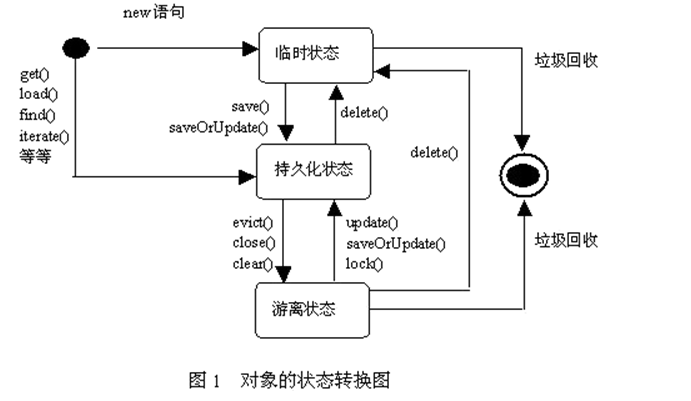 new语句
临时状态
垃圾回收
get()
load()
find()
iterate()
等等
save()
saveOrUpdate()
delete()
delete()
持久化状态
evict()
close()
clear()
update()
saveOrUpdate()
lock()
垃圾回收
游离状态
图 1 对象的状态转换图